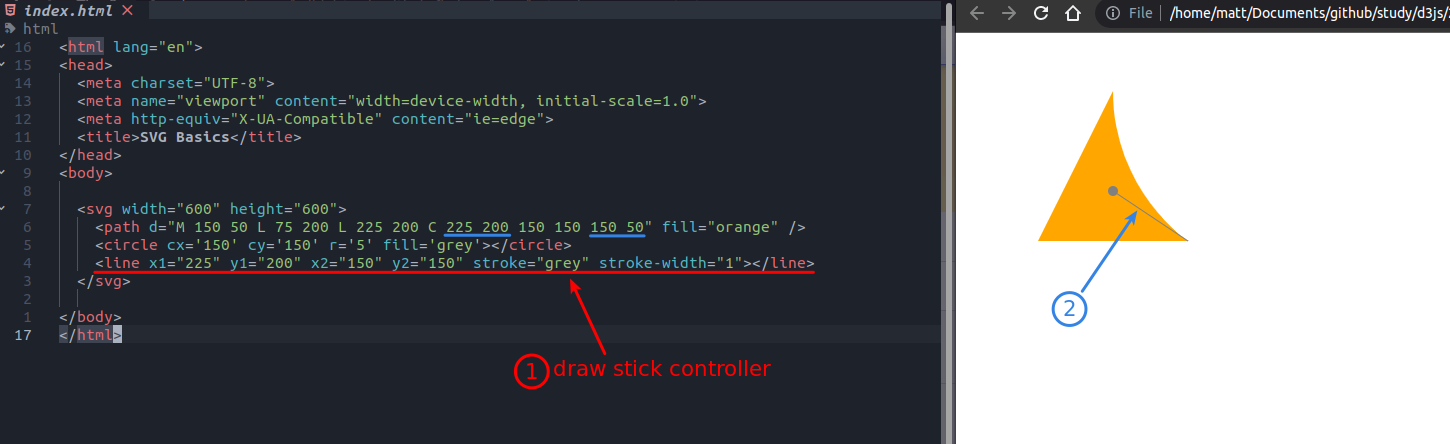 index.html ×
html
16 <html lang="en">
15 <head>
14 <meta charset="UTF-8">
13 <meta name="viewport" content="width=device-width, initial-scale=1.0">
12 <meta http-equiv="X-UA-Compatible" content="ie=edge">
11 <title>SVG Basics</title>
10 </head>
9 <body>
8
7 <svg width="600" height="600">
6 <path d="M 150 50 L 75 200 L 225 200 C 225 200 150 150 150 50" fill="orange" />
5 <circle cx='150' cy='150' r='5' fill='grey'></circle>
4 <line x1="225" y1="200" x2="150" y2="150" stroke="grey" stroke-width="1"></line>
3 </svg>
2
1 </body>
17 </html>
1 draw stick controller
File | /home/matt/Documents/github/study/d3js/
2